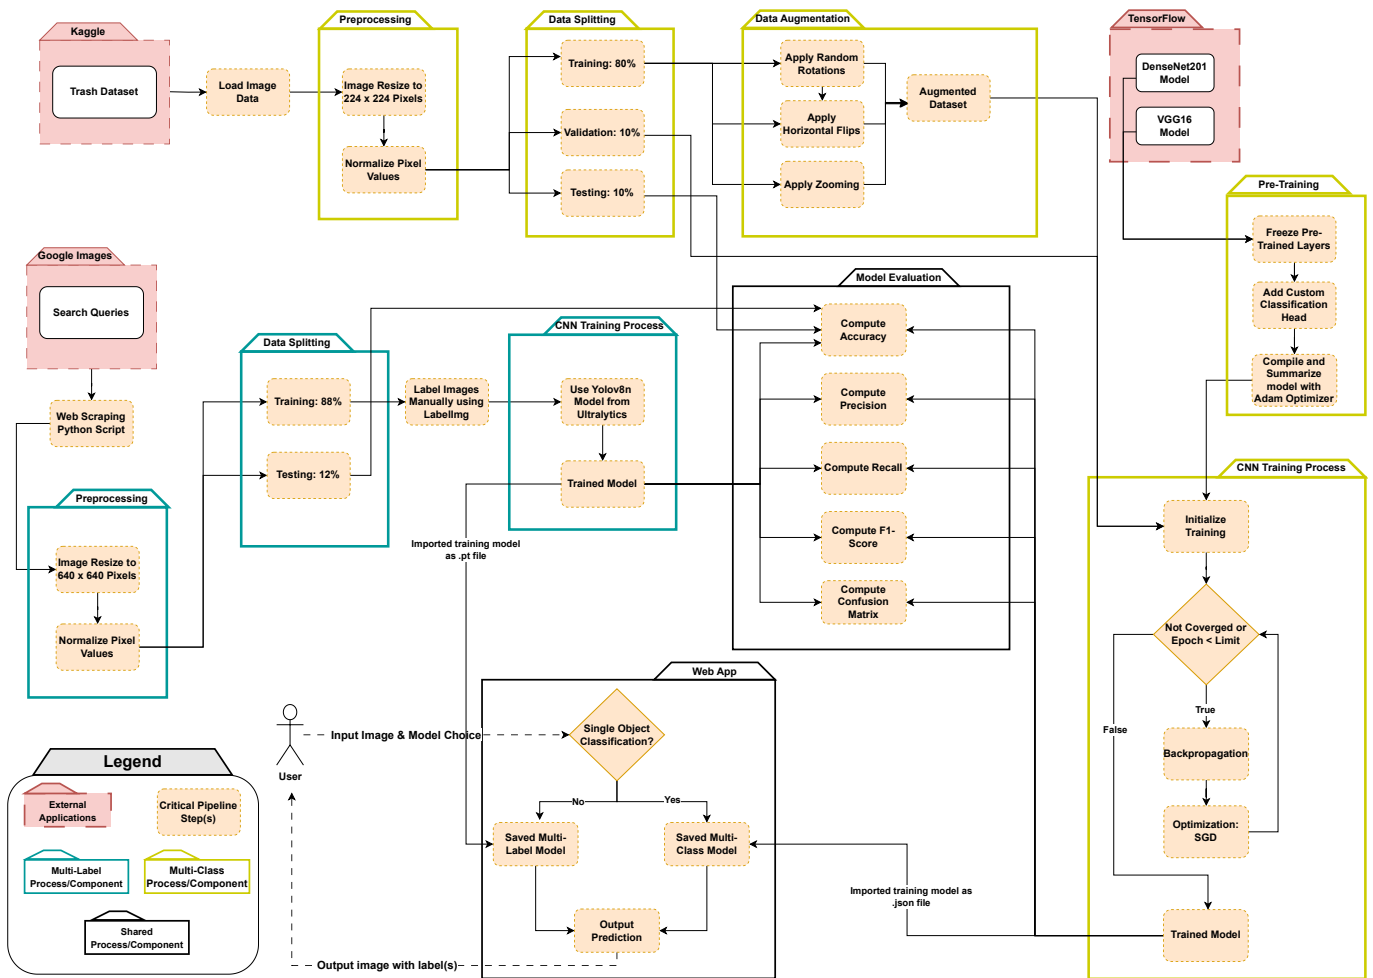 Kaggle
Trash Dataset
Load Image
Data
Preprocessing
Image Resize to
224 x 224 Pixels
Normalize Pixel
Values
Data Splitting
Training: 80%
Validation: 10%
Testing: 10%
Data Augmentation
Apply Random
Rotations
Apply
Horizontal Flips
Apply Zooming
Augmented
Dataset
TensorFlow
DenseNet201
Model
VGG16
Model
Pre-Training
Freeze Pre-
Trained Layers
Add Custom
Classification
Head
Compile and
Summarize
model with
Adam Optimizer
Google Images
Search Queries
Web Scraping
Python Script
Preprocessing
Image Resize to
640 x 640 Pixels
Normalize Pixel
Values
Data Splitting
Training: 88%
Testing: 12%
Label Images
Manually using
LabelImg
CNN Training Process
Use Yolov8n
Model from
Ultralytics
Trained Model
Imported training model
as .pt file
Model Evaluation
Compute
Accuracy
Compute
Precision
Compute Recall
Compute F1-
Score
Compute
Confusion
Matrix
CNN Training Process
Initialize
Training
Not Coverged or
Epoch < Limit
True
False
Backpropagation
Optimization:
SGD
Trained Model
Imported training model as
.json file
Web App
Single Object
Classification?
No
Yes
Saved Multi-
Label Model
Saved Multi-
Class Model
Output
Prediction
User
Input Image & Model Choice
Output image with label(s)
Legend
External
Applications
Critical Pipeline
Step(s)
Multi-Label
Process/Component
Multi-Class
Process/Component
Shared
Process/Component